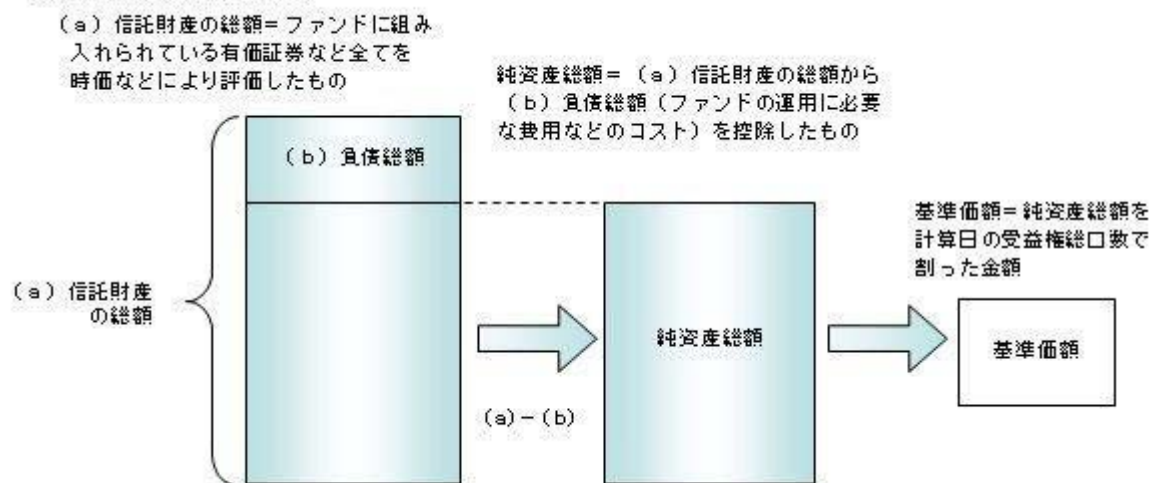 （ａ）信託財産の総額＝ファンドに組み
入れられている有価証券など全てを
時価などにより評価したもの
純資産総額＝（ａ）信託財産の総額から
（ｂ）負債総額（ファンドの運用に必要
な費用などのコスト）を控除したもの
（ｂ）負債総額
基準価額＝純資産総額を
計算日の受益権総口数で
割った金額
（ａ）信託財産
の総額
純資産総額
基準価額
（ａ）－（ｂ）